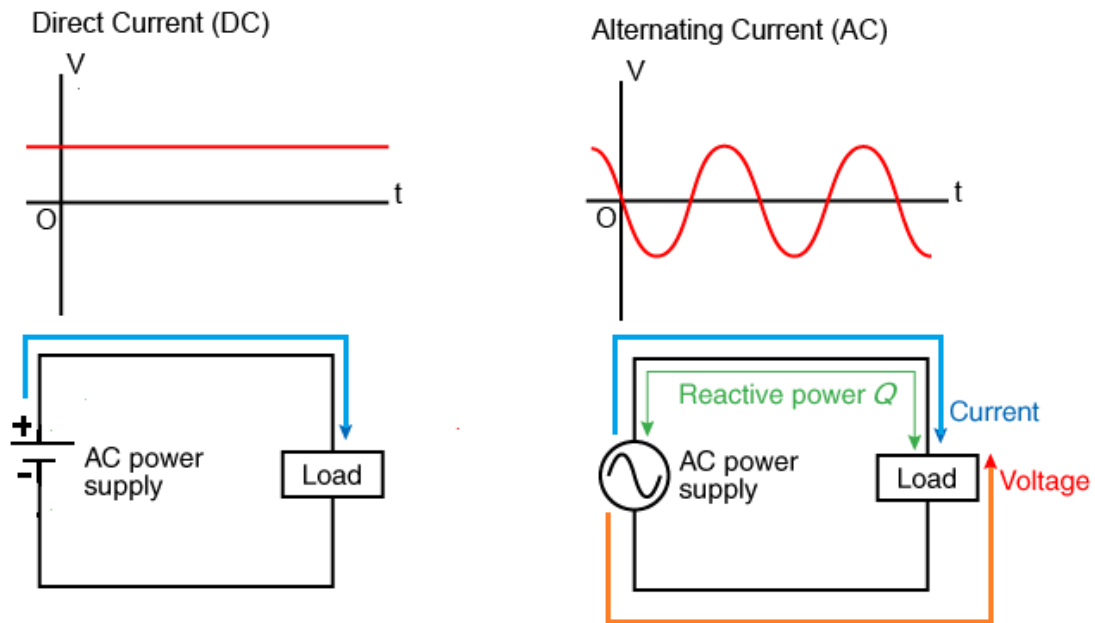 Direct Current (DC)
V
t
O
+
-
AC power
supply
Load
Alternating Current (AC)
V
t
O
Reactive power Q
Current
AC power
supply
Load
Voltage